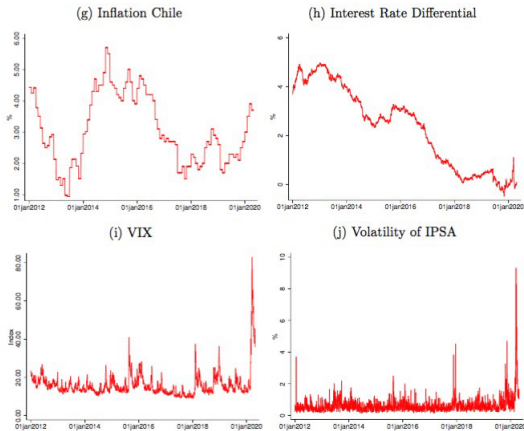 (g) Inflation Chile
(h) Interest Rate Differential
6.00
5.00
4.00
3.00
2.00
1.00
%
01jan2012
01jan2014
01jan2016
01jan2018
01jan2020
6
4
2
0
%
01jan2012
01jan2014
01jan2016
01jan2018
01jan2020
(i) VIX
(j) Volatility of IPSA
80.00
60.00
40.00
20.00
0.00
Index
01jan2012
01jan2014
01jan2016
01jan2018
01jan2020
10
8
6
4
2
0
%
01jan2012
01jan2014
01jan2016
01jan2018
01jan202